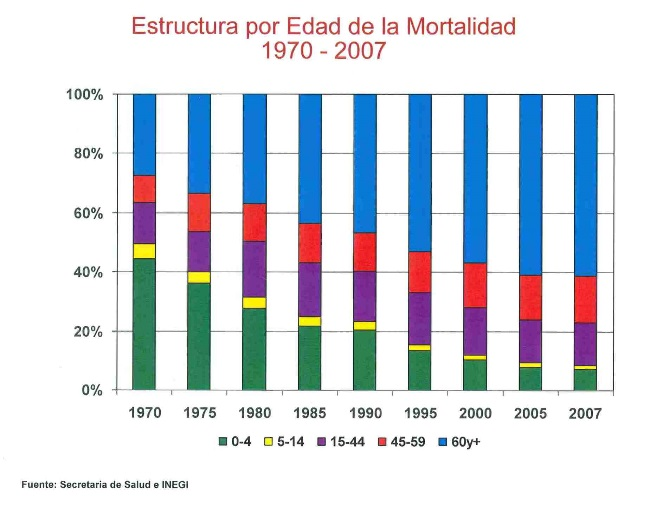 Estructura por Edad de la Mortalidad
1970 - 2007
100%
80%
60%
40%
20%
0%
1970 1975 1980 1985 1990 1995 2000 2005 2007
0-4 5-14 15-44 45-59 60y+
Fuente: Secretaria de Salud e INEGI